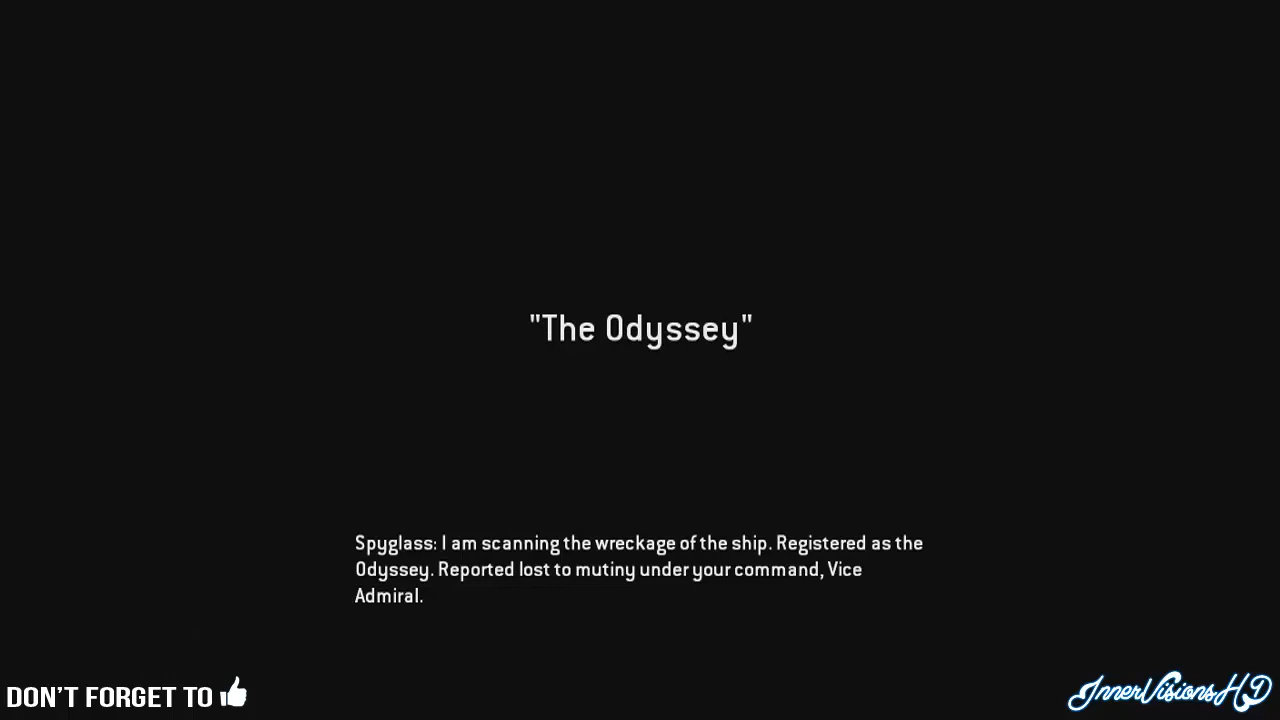 "The Odyssey"
Spyglass: I am scanning the wreckage of the ship. Registered as the
Odyssey. Reported lost to mutiny under your command, Vice
Admiral.
DON'T FORGET TO
InnerVisionsHD